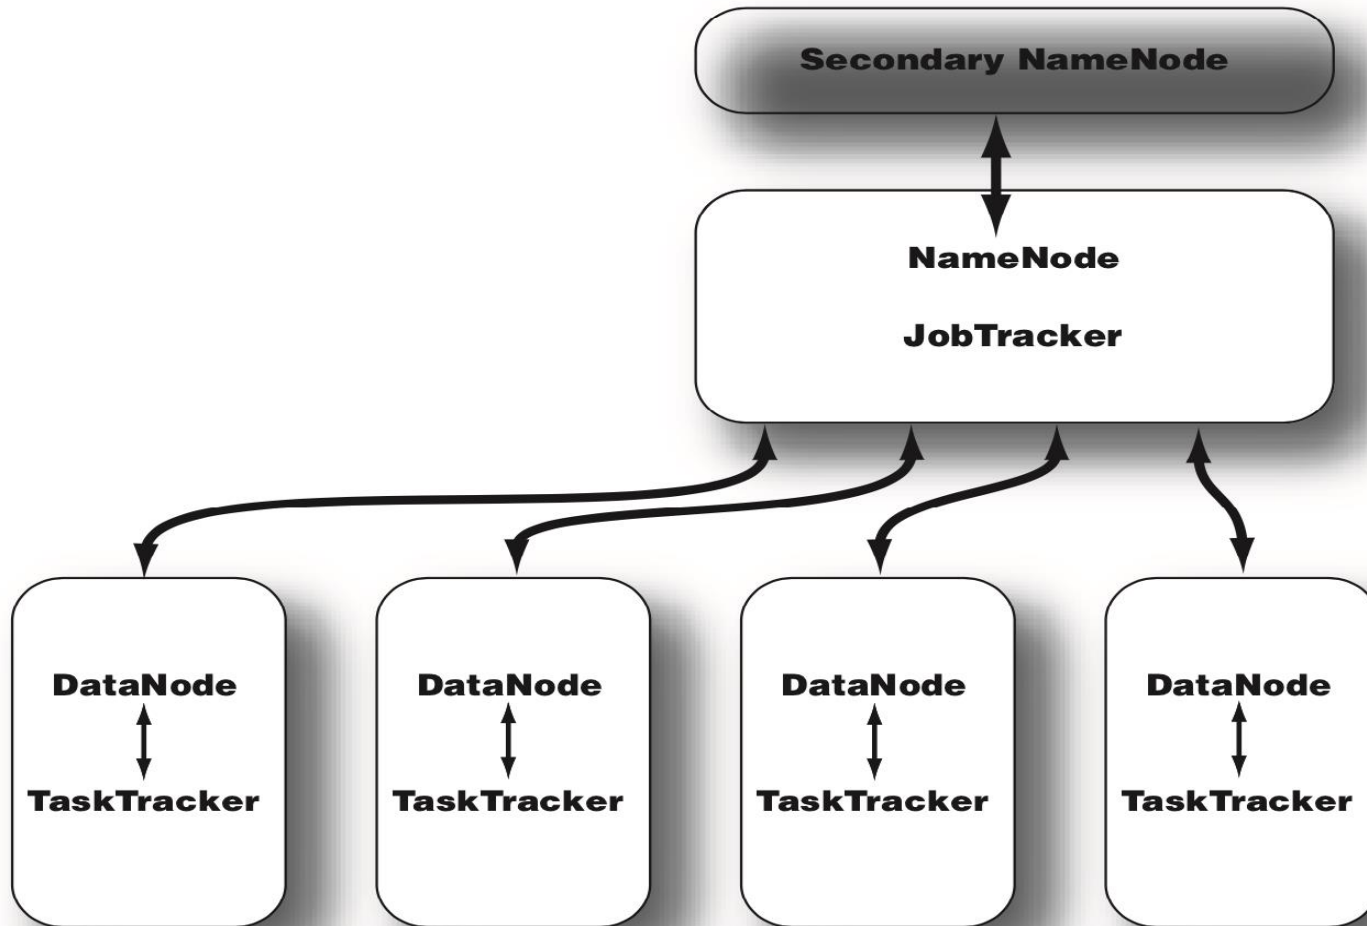 Secondary NameNode
NameNode
JobTracker
DataNode
TaskTracker
DataNode
TaskTracker
DataNode
TaskTracker
DataNode
TaskTracker